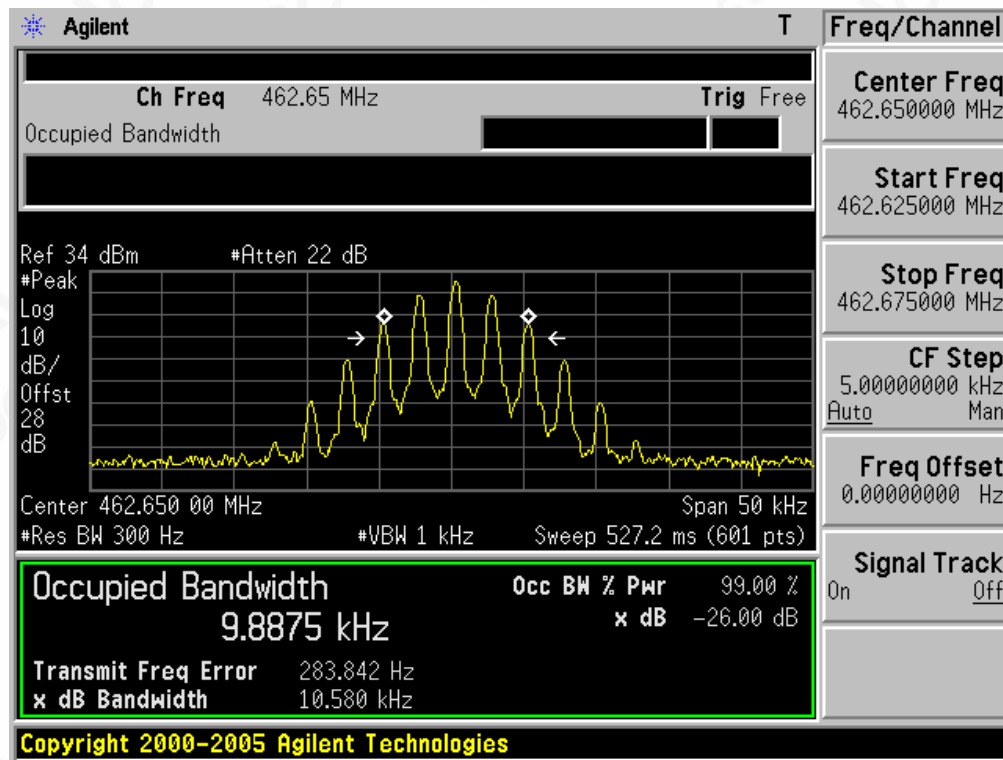 Agilent T
Ch Freq 462.65 MHz Trig Free
Occupied Bandwidth
Ref 34 dBm #Atten 22 dB
#Peak
Log
10
dB/
Offst
28
dB
Center 462.650 00 MHz Span 50 kHz
#Res BW 300 Hz #VBW 1 kHz Sweep 527.2 ms (601 pts)
Occupied Bandwidth Occ BW % Pwr 99.00 %
9.8875 kHz x dB -26.00 dB
Transmit Freq Error 283.842 Hz
x dB Bandwidth 10.580 kHz
Copyright 2000-2005 Agilent Technologies
Freq/Channel
Center Freq
462.650000 MHz
Start Freq
462.625000 MHz
Stop Freq
462.675000 MHz
CF Step
5.00000000 kHz
Auto Man
Freq Offset
0.00000000 Hz
Signal Track
On Off